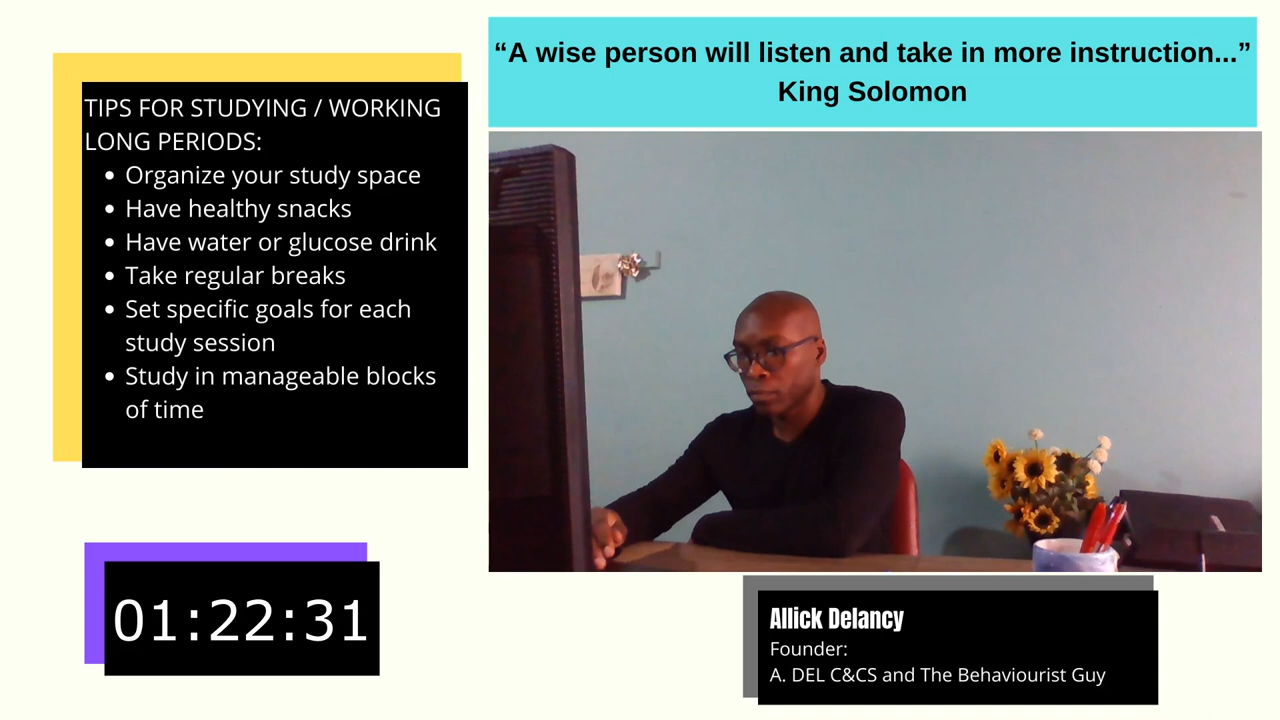 “A wise person will listen and take in more instruction...”
King Solomon
TIPS FOR STUDYING / WORKING
LONG PERIODS:
• Organize your study space
• Have healthy snacks
• Have water or glucose drink
• Take regular breaks
• Set specific goals for each
study session
• Study in manageable blocks
of time
01:22:31
Allick Delancy
Founder:
A. DEL C&CS and The Behaviourist Guy